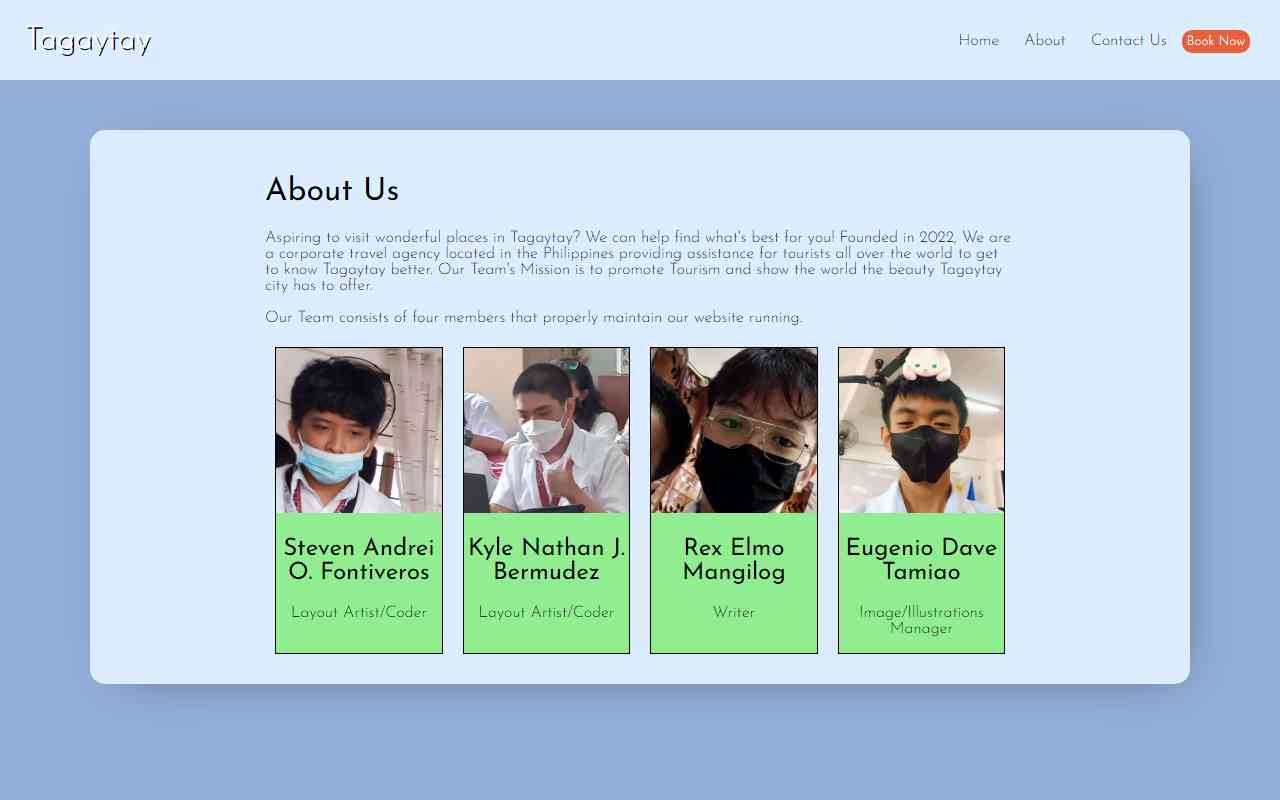 Tagaytay
Home About Contact Us Book Now
About Us
Aspiring to visit wonderful places in Tagaytay? We can help find what's best for you! Founded in 2022, We are
a corporate travel agency located in the Philippines providing assistance for tourists all over the world to get
to know Tagaytay better. Our Team's Mission is to promote Tourism and show the world the beauty Tagaytay
city has to offer.
Our Team consists of four members that properly maintain our website running.
Steven Andrei
O. Fontiveros
Layout Artist/Coder
Kyle Nathan J.
Bermudez
Layout Artist/Coder
Rex Elmo
Mangilog
Writer
Eugenio Dave
Tamiao
Image/Illustrations
Manager